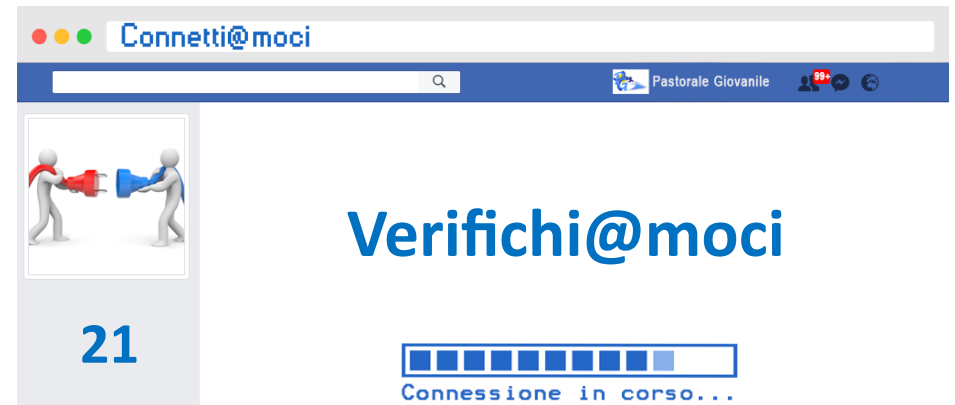 Connetti@moci
Pastorale Giovanile
99+
Verifichi@moci
21
Connessione in corso...